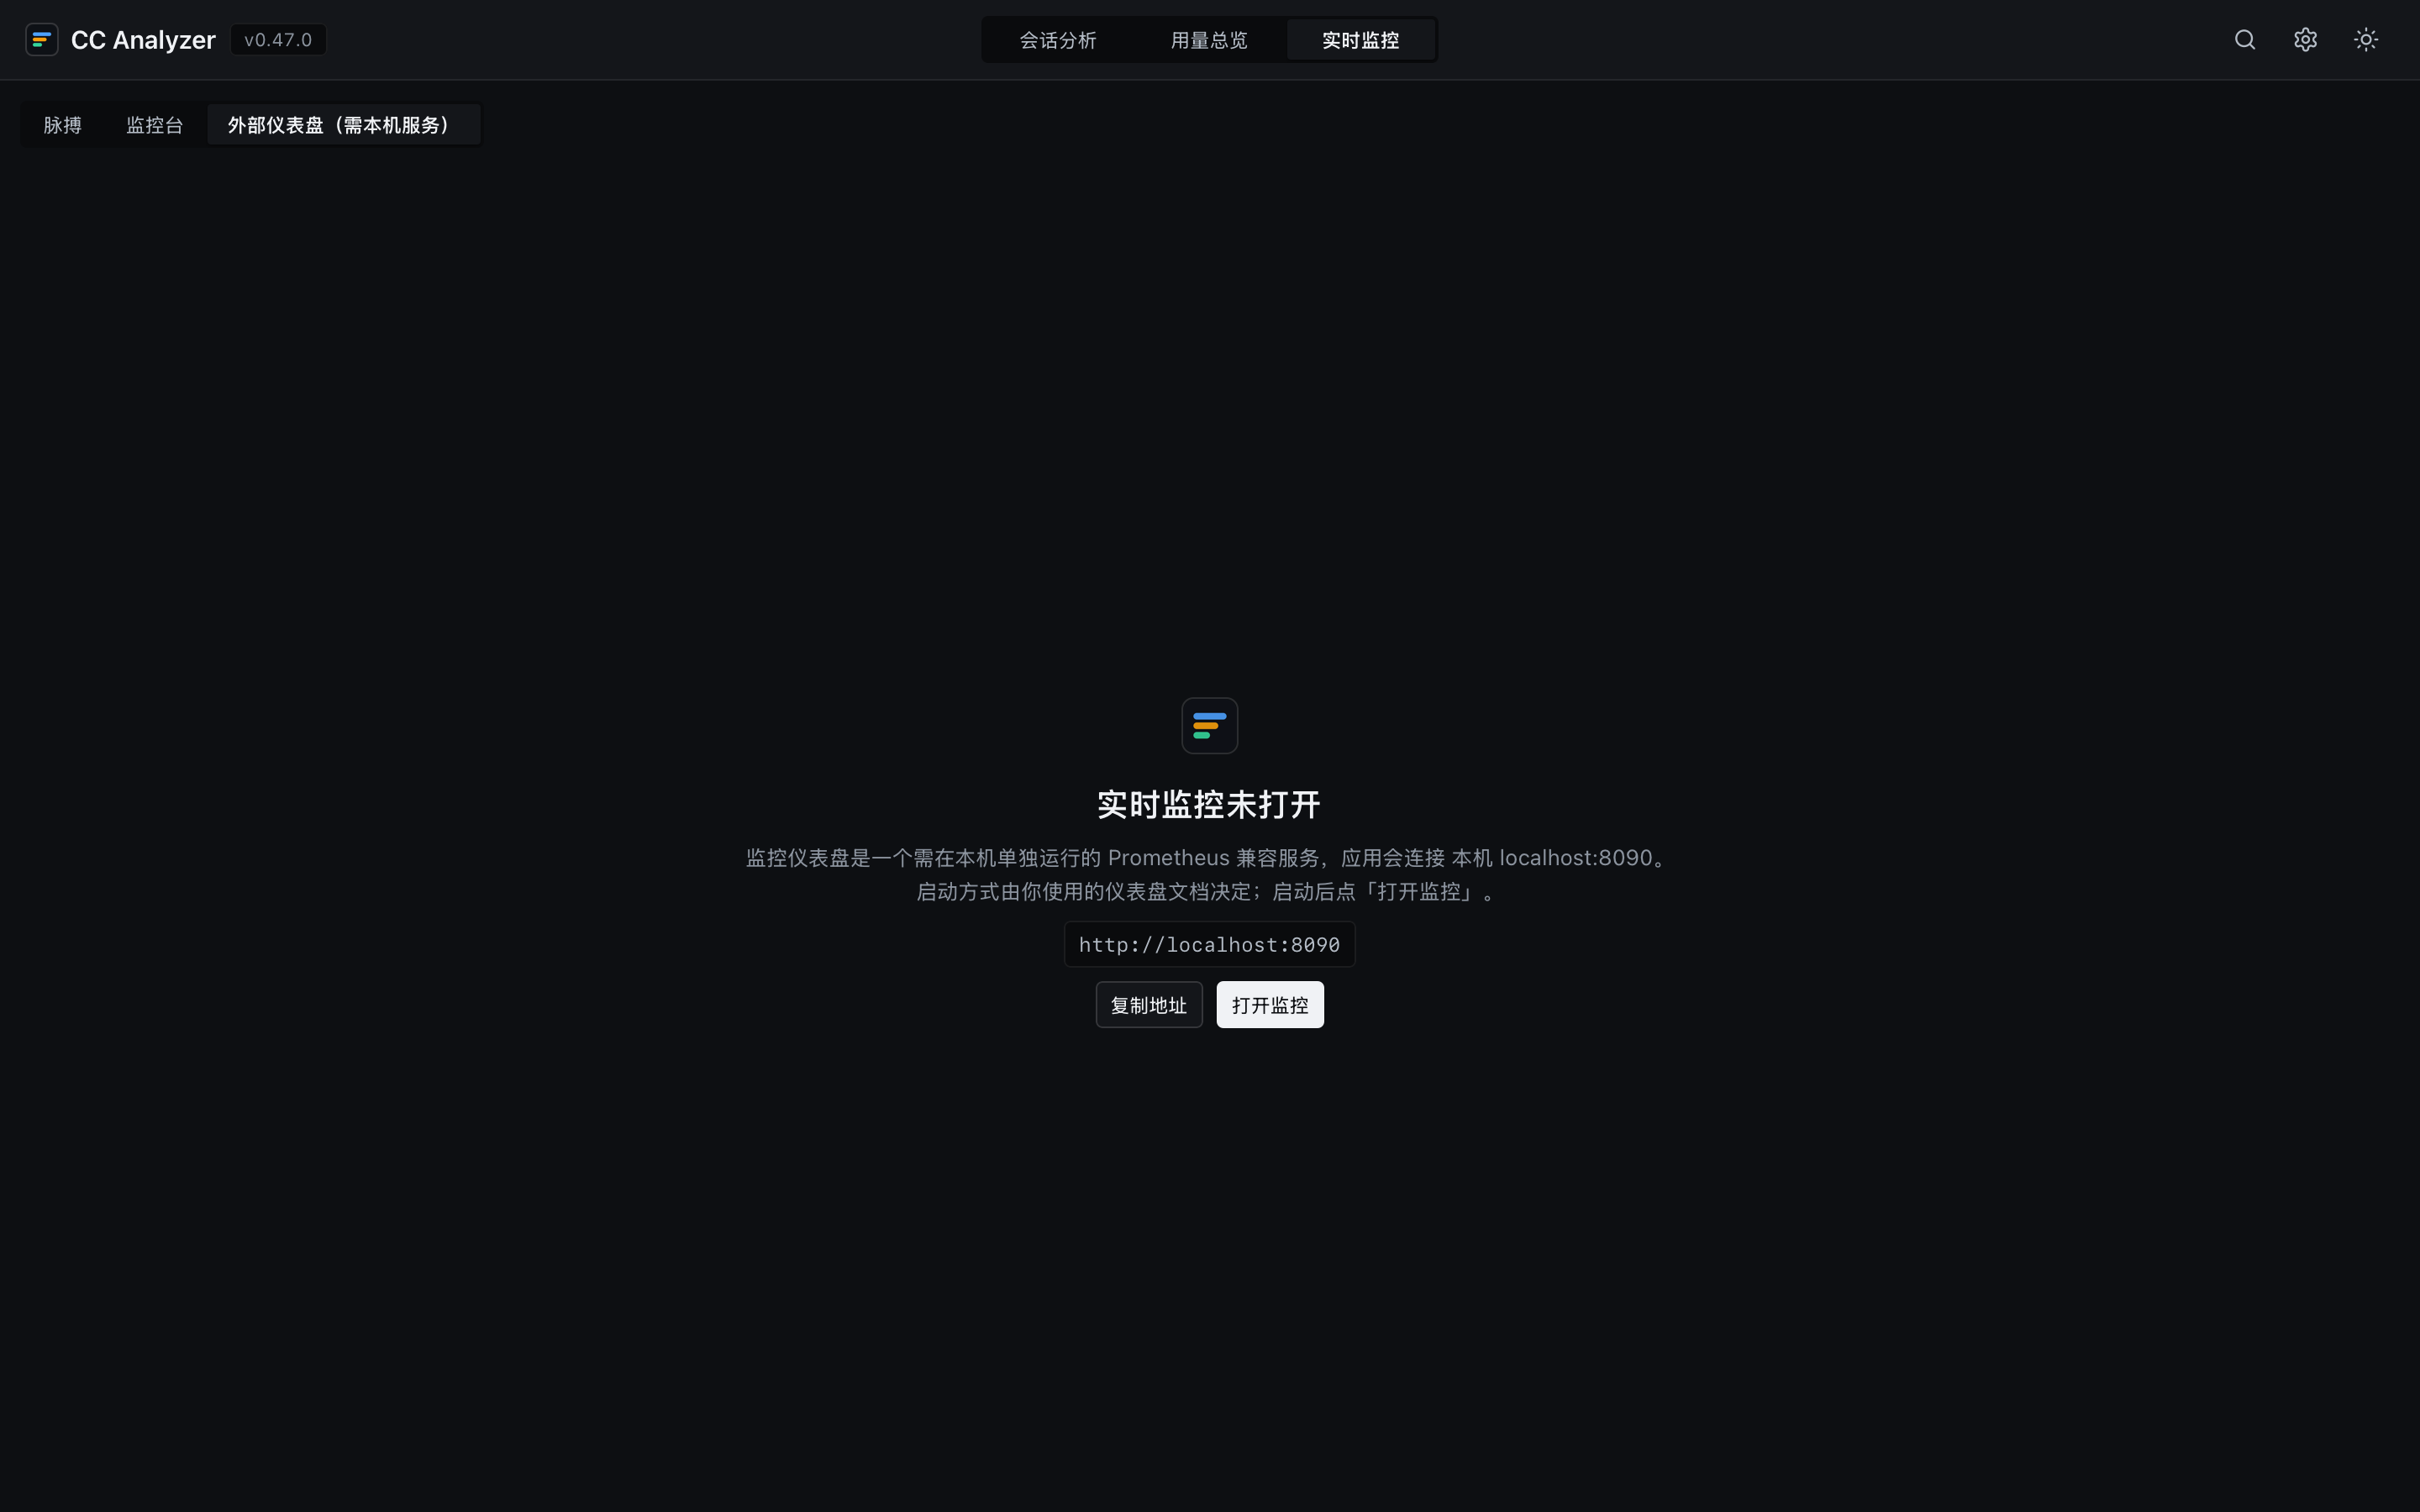 CC Analyzer v0.47.0
会话分析 用量总览 实时监控
脉搏 监控台 外部仪表盘（需本机服务）
实时监控未打开
监控仪表盘是一个需在本机单独运行的 Prometheus 兼容服务，应用会连接 本机 localhost:8090。
启动方式由你使用的仪表盘文档决定；启动后点「打开监控」。
http://localhost:8090
复制地址 打开监控